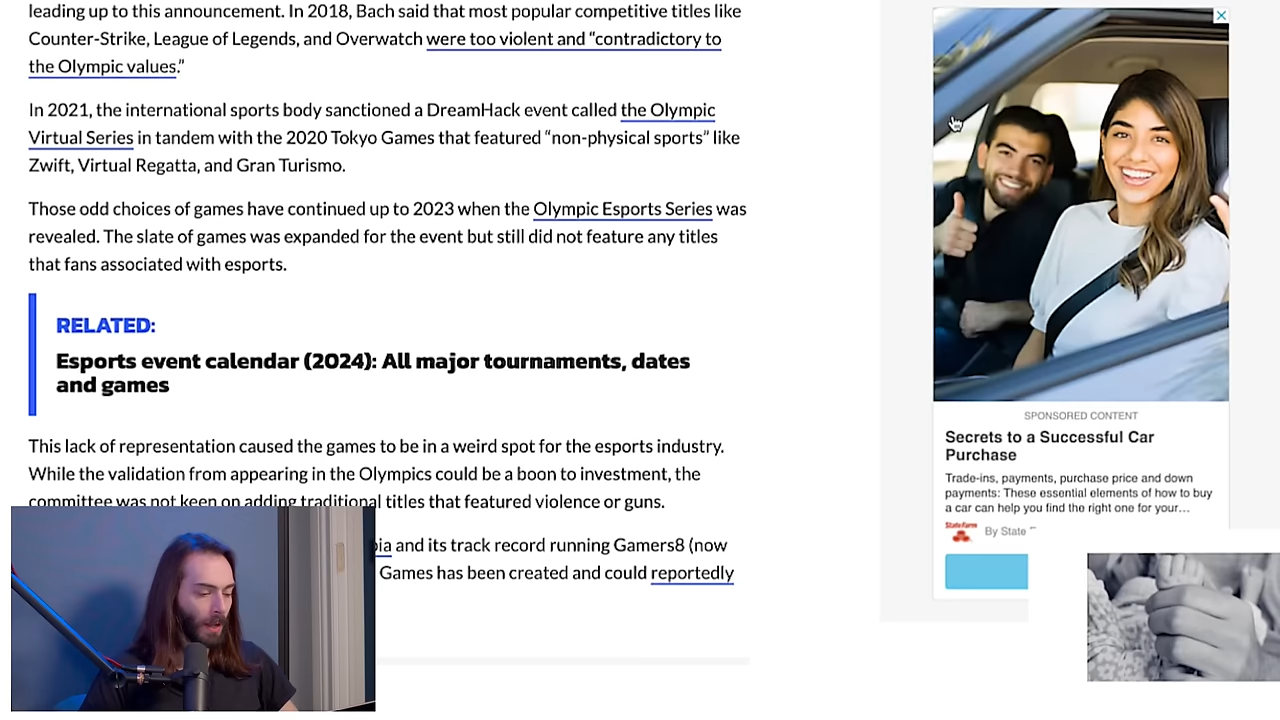 leading up to this announcement. In 2018, Bach said that most popular competitive titles like
Counter-Strike, League of Legends, and Overwatch were too violent and “contradictory to
the Olympic values.”
In 2021, the international sports body sanctioned a DreamHack event called the Olympic
Virtual Series in tandem with the 2020 Tokyo Games that featured “non-physical sports” like
Zwift, Virtual Regatta, and Gran Turismo.
Those odd choices of games have continued up to 2023 when the Olympic Esports Series was
revealed. The slate of games was expanded for the event but still did not feature any titles
that fans associated with esports.
RELATED:
Esports event calendar (2024): All major tournaments, dates
and games
This lack of representation caused the games to be in a weird spot for the esports industry.
While the validation from appearing in the Olympics could be a boon to investment, the
committee was not keen on adding traditional titles that featured violence or guns.
and its track record running Gamers8 (now
Games has been created and could reportedly
SPONSORED CONTENT
Secrets to a Successful Car
Purchase
Trade-ins, payments, purchase price and down
payments: These essential elements of how to buy
a car can help you find the right one for your…
StateFarm
By State